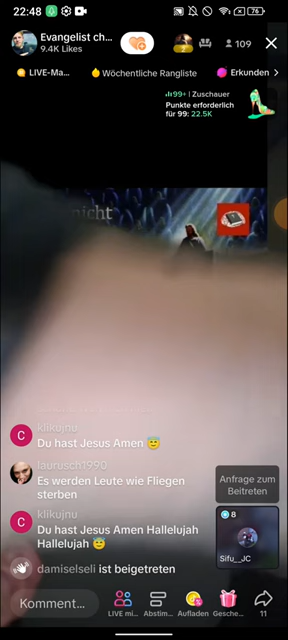 22:48
76
Evangelist ch...
9.4K Likes
109
LIVE-Ma...
Wöchentliche Rangliste
Erkunden
99+ | Zuschauer
Punkte erforderlich
für 99: 22.5K
nicht
klikujnu
C
Du hast Jesus Amen
laurusch1990
Es werden Leute wie Fliegen
sterben
Anfrage zum
Beitreten
klikujnu
C
Du hast Jesus Amen Hallelujah
Hallelujah
8
Sifu__JC
damiselseli ist beigetreten
Komment...
LIVE mi...
Abstim...
Aufladen
Gesche...
11